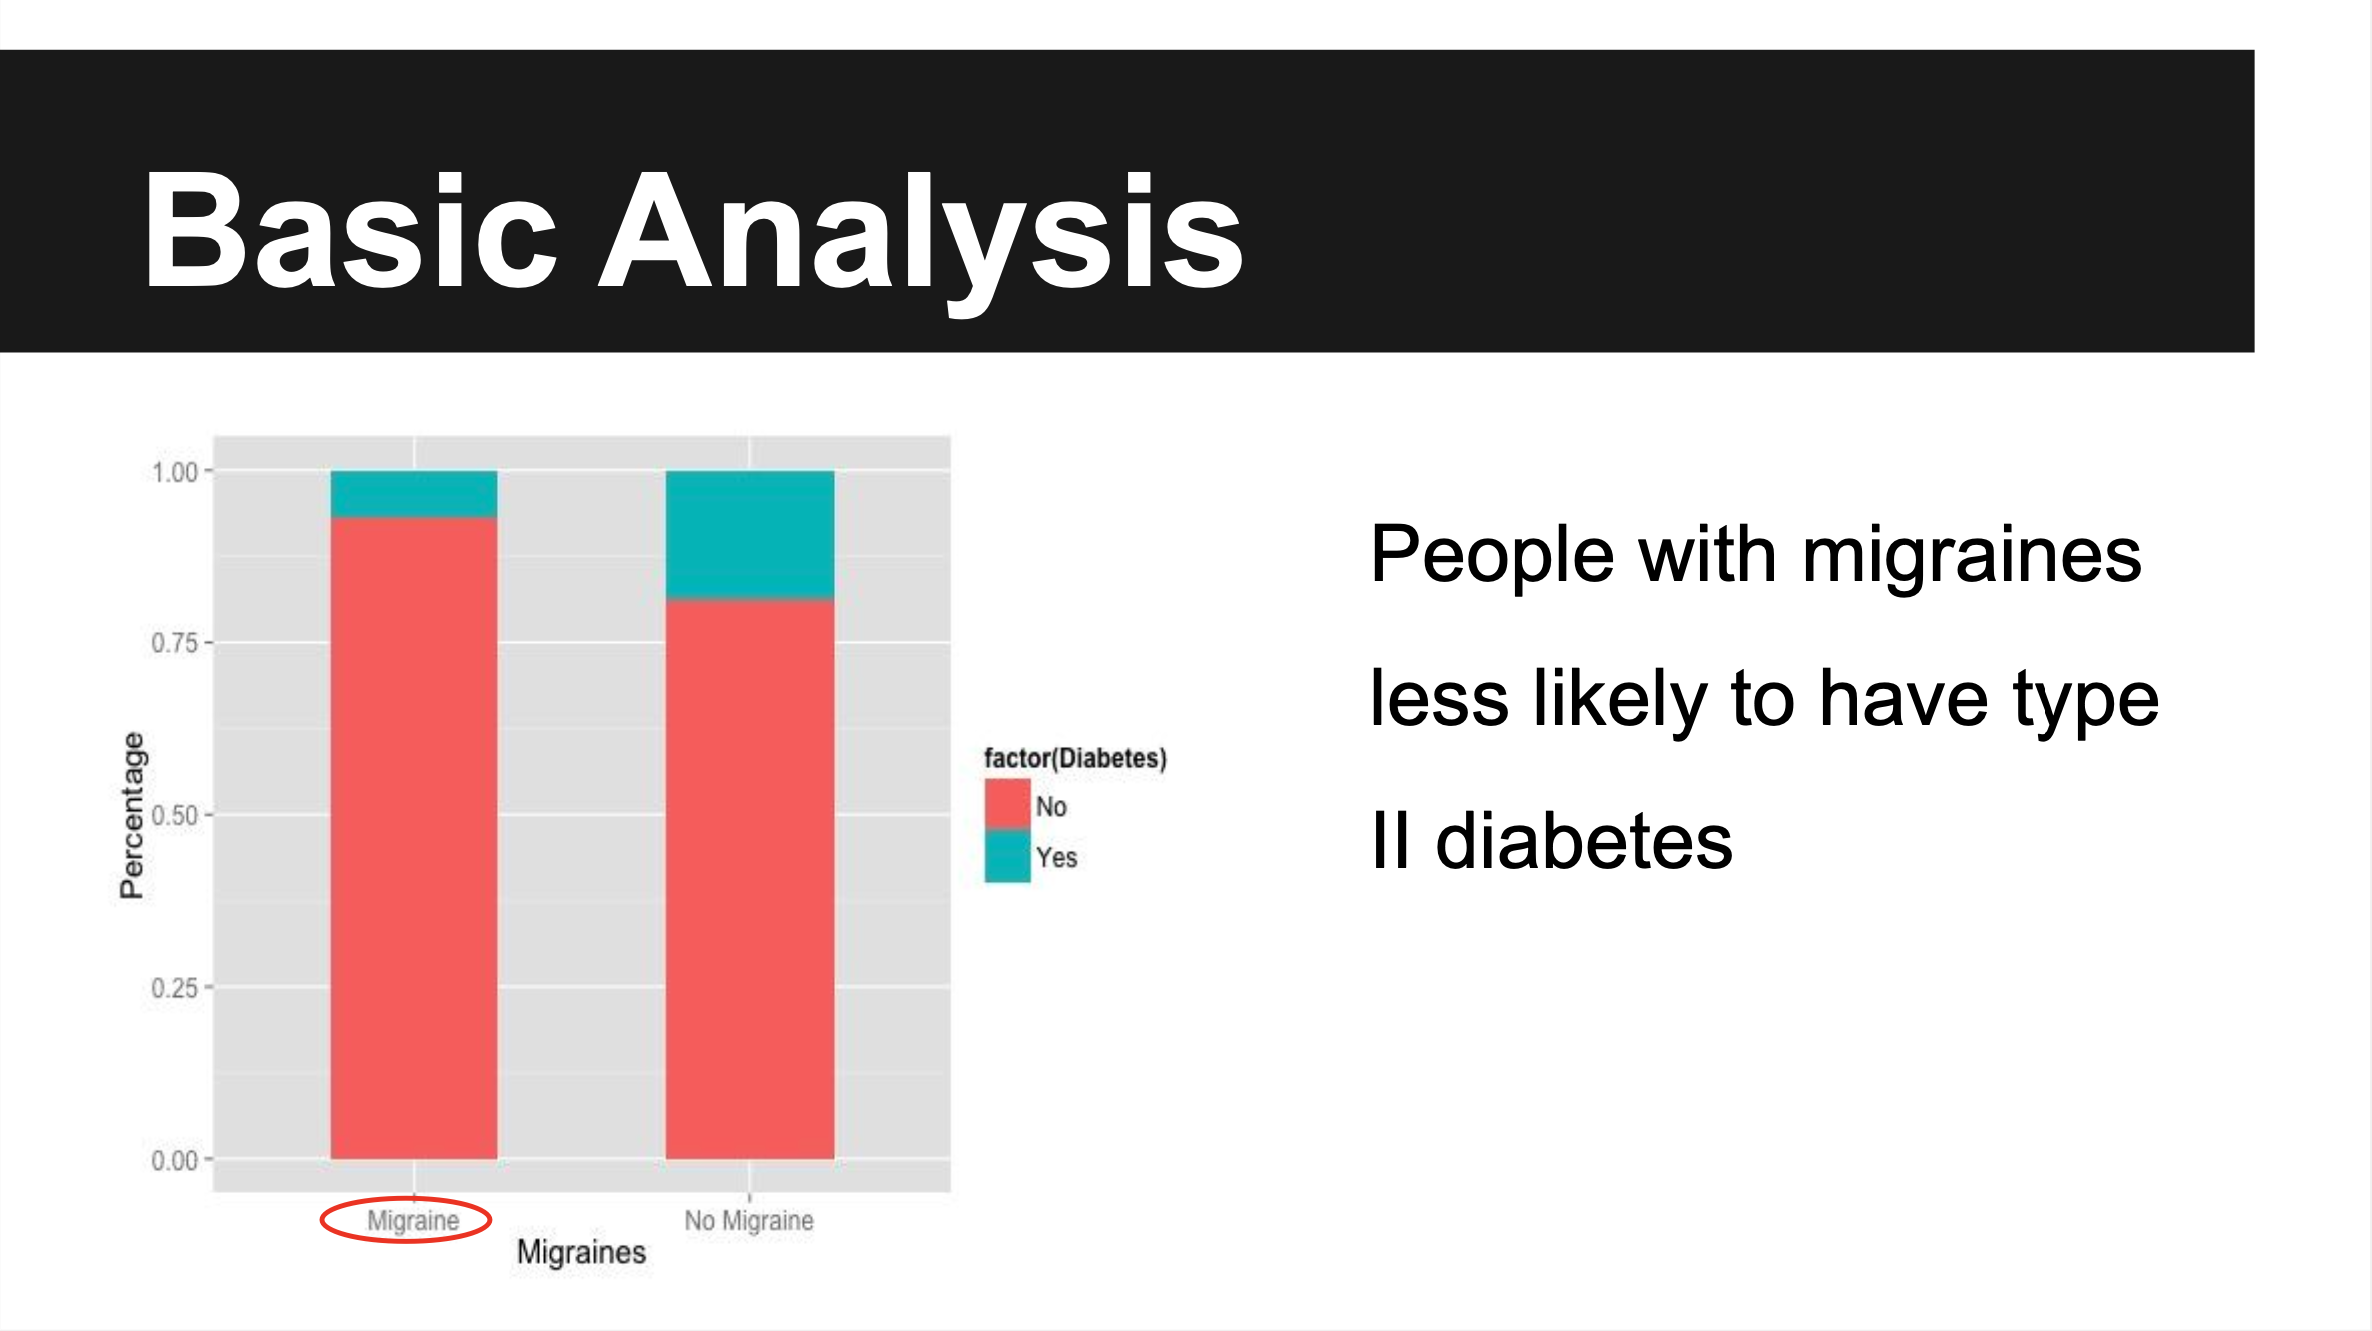 Basic Analysis
1.00
0.75
0.50
0.25
0.00
Percentage
Migraine
No Migraine
Migraines
factor(Diabetes)
No
Yes
People with migraines
less likely to have type
II diabetes